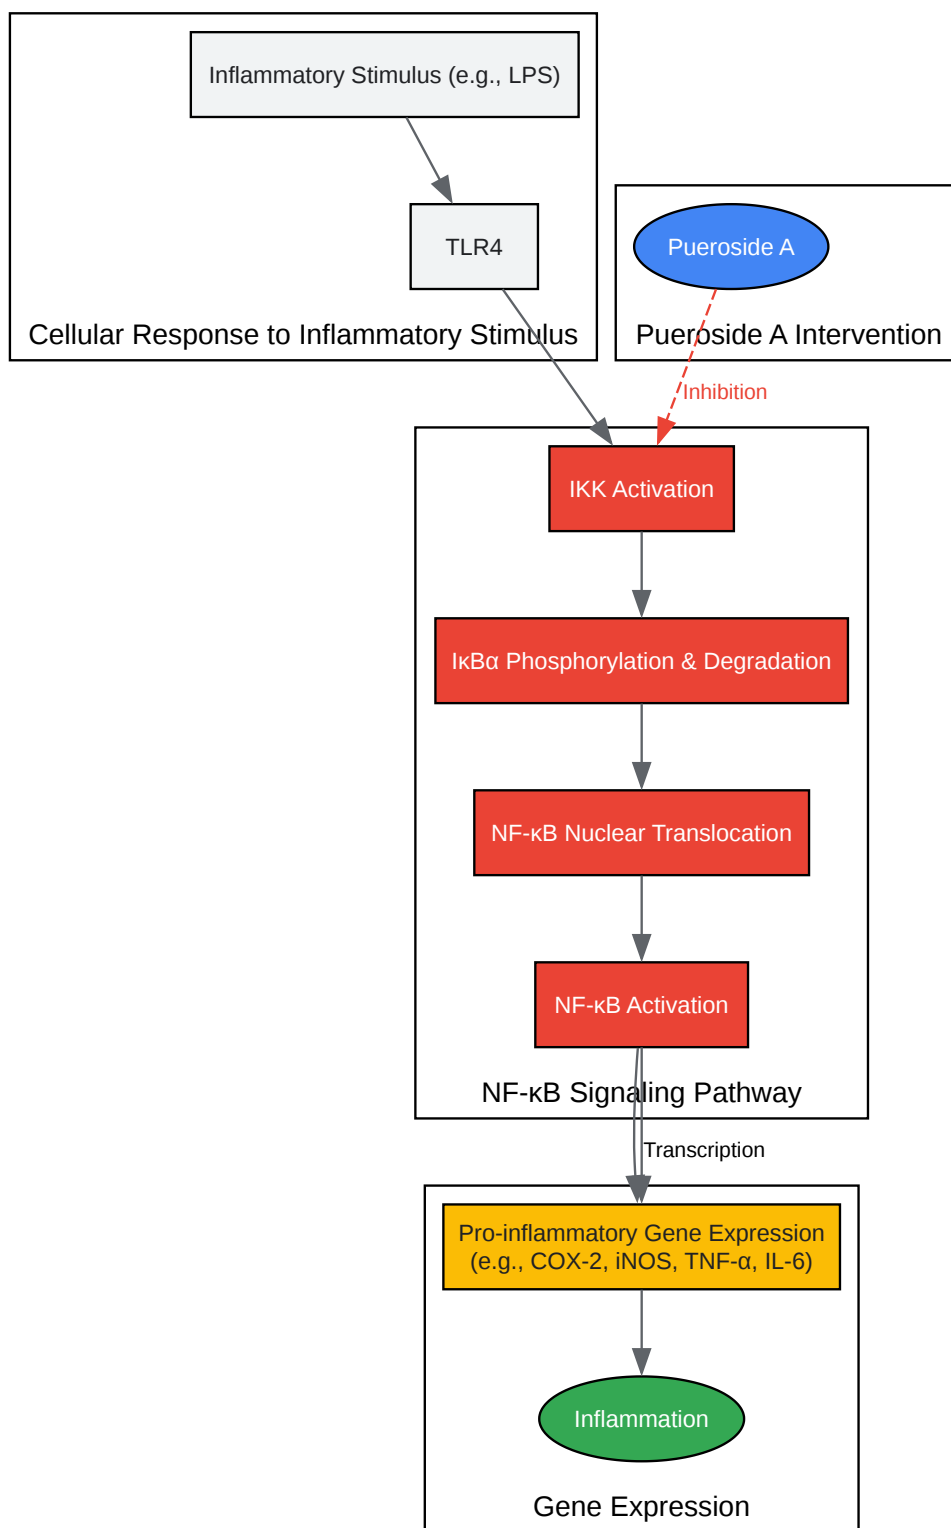 Inflammatory Stimulus (e.g., LPS)
TLR4
Pueroside A
Cellular Response to Inflammatory Stimulus
Pueroside A Intervention
Inhibition
IKK Activation
IκBα Phosphorylation & Degradation
NF-κB Nuclear Translocation
NF-κB Activation
NF-κB Signaling Pathway
Transcription
Pro-inflammatory Gene Expression
(e.g., COX-2, iNOS, TNF-α, IL-6)
Inflammation
Gene Expression